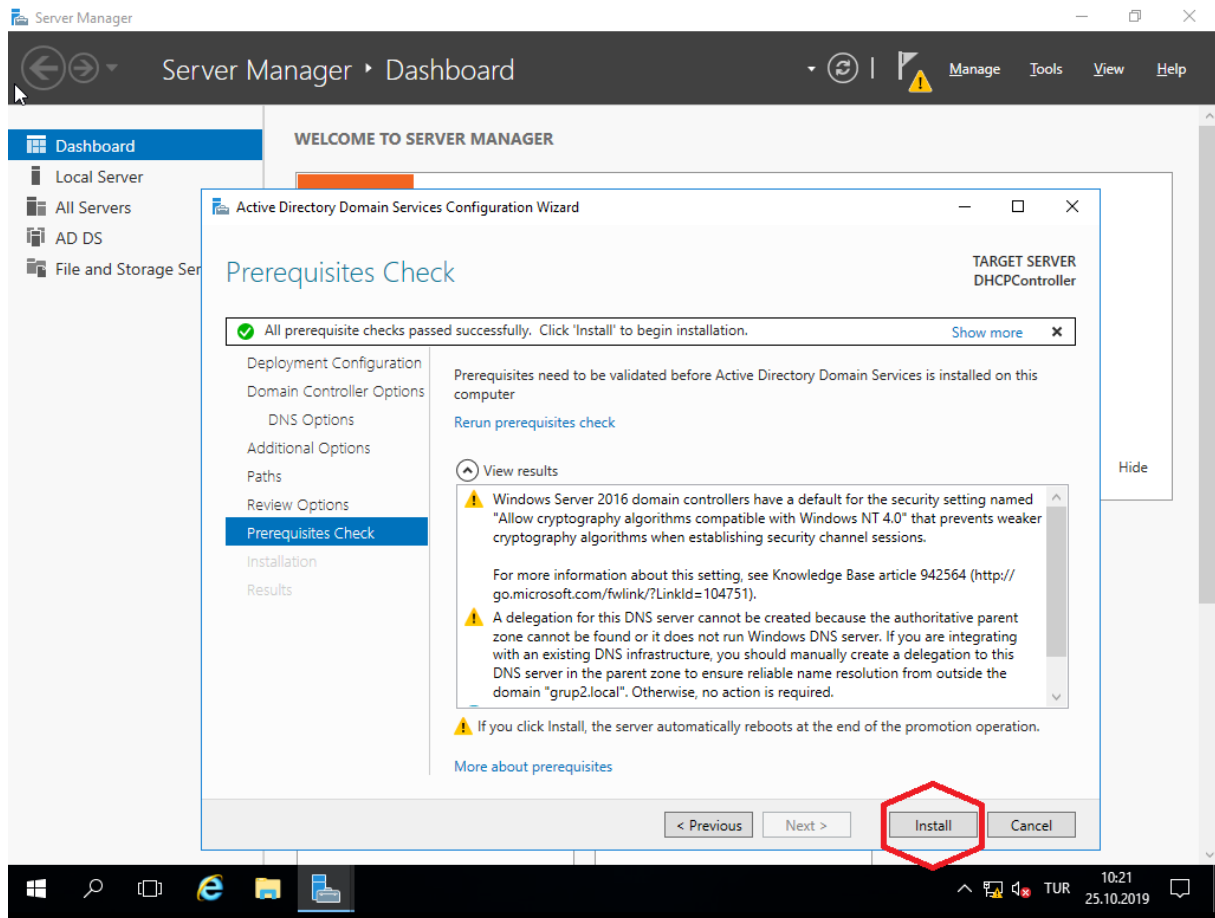 Server Manager
Server Manager • Dashboard
Manage Tools View Help
Dashboard
Local Server
All Servers
AD DS
File and Storage Ser
WELCOME TO SERVER MANAGER
Hide
Active Directory Domain Services Configuration Wizard
Prerequisites Check
TARGET SERVER
DHCPController
All prerequisite checks passed successfully. Click 'Install' to begin installation.
Show more
Deployment Configuration
Domain Controller Options
DNS Options
Additional Options
Paths
Review Options
Prerequisites Check
Installation
Results
Prerequisites need to be validated before Active Directory Domain Services is installed on this
computer
Rerun prerequisites check
View results
Windows Server 2016 domain controllers have a default for the security setting named
"Allow cryptography algorithms compatible with Windows NT 4.0" that prevents weaker
cryptography algorithms when establishing security channel sessions.
For more information about this setting, see Knowledge Base article 942564 (http://
go.microsoft.com/fwlink/?LinkId=104751).
A delegation for this DNS server cannot be created because the authoritative parent
zone cannot be found or it does not run Windows DNS server. If you are integrating
with an existing DNS infrastructure, you should manually create a delegation to this
DNS server in the parent zone to ensure reliable name resolution from outside the
domain "grup2.local". Otherwise, no action is required.
If you click Install, the server automatically reboots at the end of the promotion operation.
More about prerequisites
< Previous Next > Install Cancel
TUR
10:21
25.10.2019